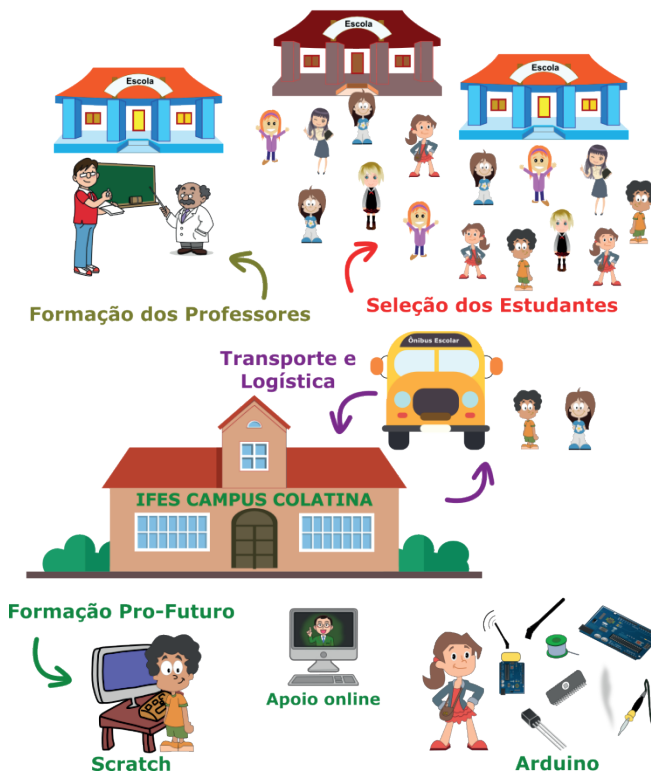 Escola
Escola
Escola
Formação dos Professores
Seleção dos Estudantes
Transporte e
Logística
Ônibus Escolar
IFES CAMPUS COLATINA
Formação Pro-Futuro
Apoio online
Scratch
Arduino